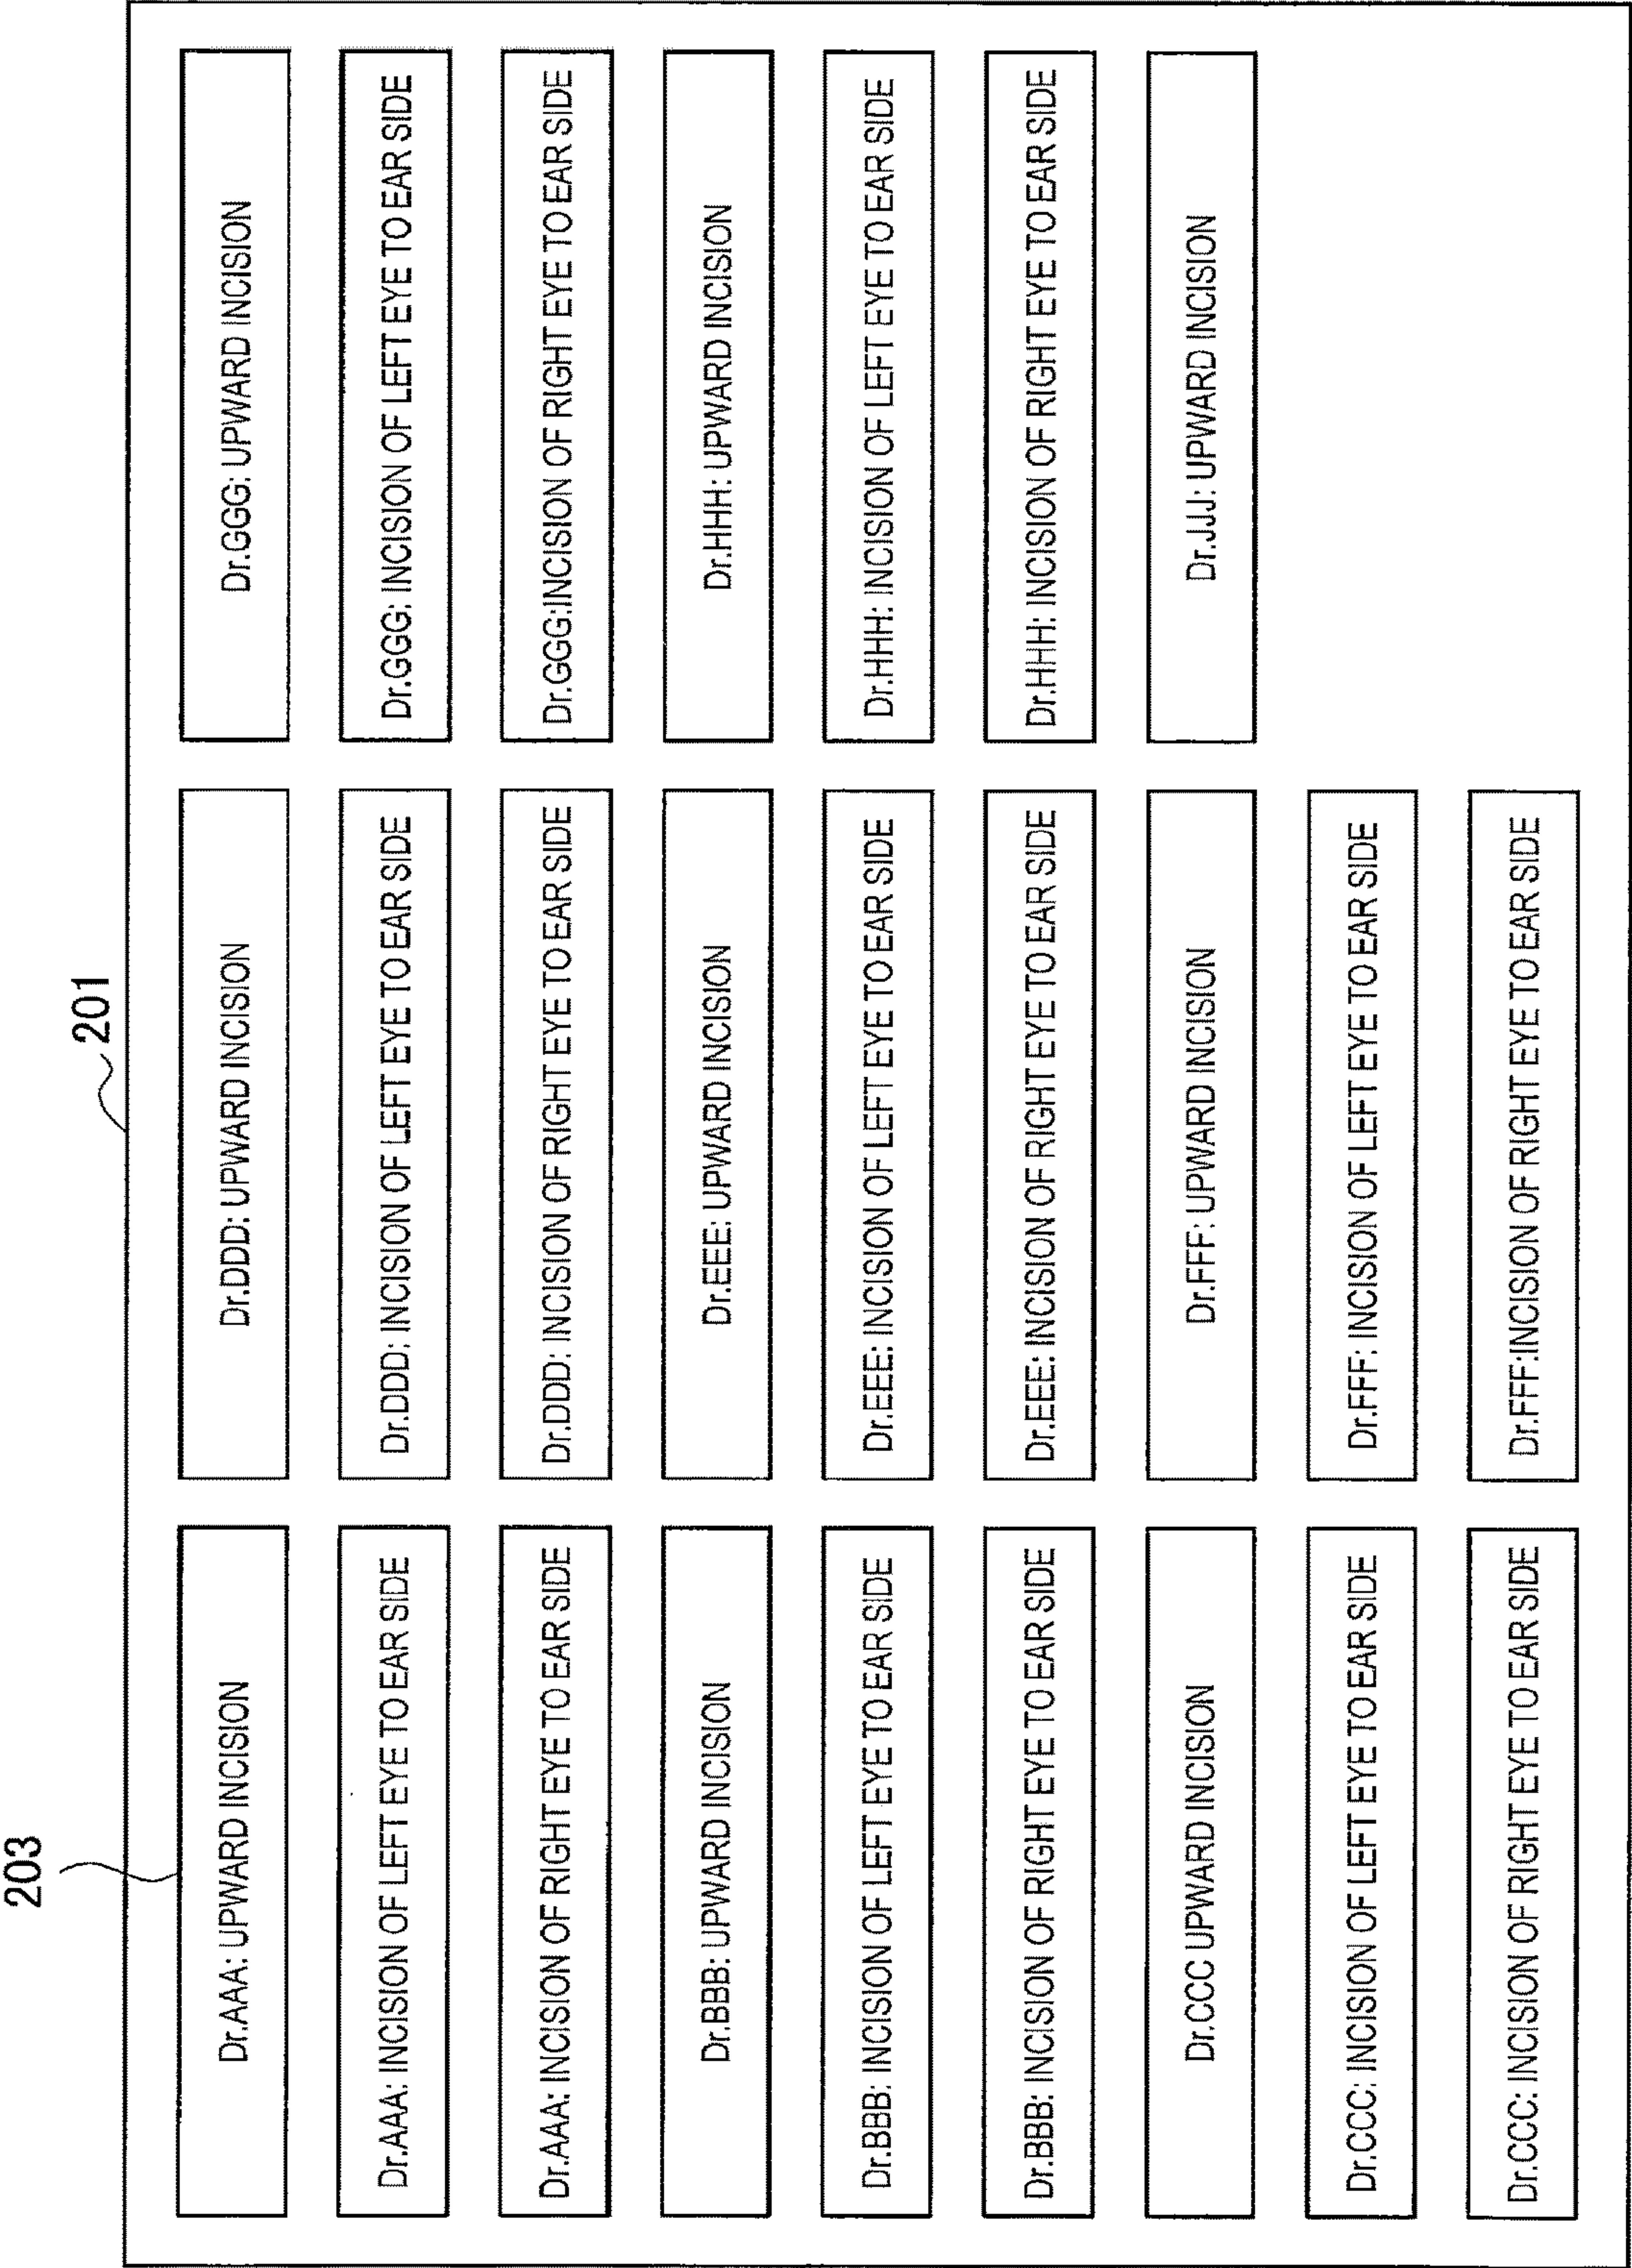 203
201
Dr.AAA: UPWARD INCISION
Dr.AAA: INCISION OF LEFT EYE TO EAR SIDE
Dr.AAA: INCISION OF RIGHT EYE TO EAR SIDE
Dr.BBB: UPWARD INCISION
Dr.BBB: INCISION OF LEFT EYE TO EAR SIDE
Dr.BBB: INCISION OF RIGHT EYE TO EAR SIDE
Dr.CCC UPWARD INCISION
Dr.CCC: INCISION OF LEFT EYE TO EAR SIDE
Dr.CCC: INCISION OF RIGHT EYE TO EAR SIDE
Dr.DDD: UPWARD INCISION
Dr.DDD: INCISION OF LEFT EYE TO EAR SIDE
Dr.DDD: INCISION OF RIGHT EYE TO EAR SIDE
Dr.EEE: UPWARD INCISION
Dr.EEE: INCISION OF LEFT EYE TO EAR SIDE
Dr.EEE: INCISION OF RIGHT EYE TO EAR SIDE
Dr.FFF: UPWARD INCISION
Dr.FFF: INCISION OF LEFT EYE TO EAR SIDE
Dr.FFF:INCISION OF RIGHT EYE TO EAR SIDE
Dr.GGG: UPWARD INCISION
Dr.GGG: INCISION OF LEFT EYE TO EAR SIDE
Dr.GGG:INCISION OF RIGHT EYE TO EAR SIDE
Dr.HHH: UPWARD INCISION
Dr.HHH: INCISION OF LEFT EYE TO EAR SIDE
Dr.HHH: INCISION OF RIGHT EYE TO EAR SIDE
Dr.JJJ: UPWARD INCISION